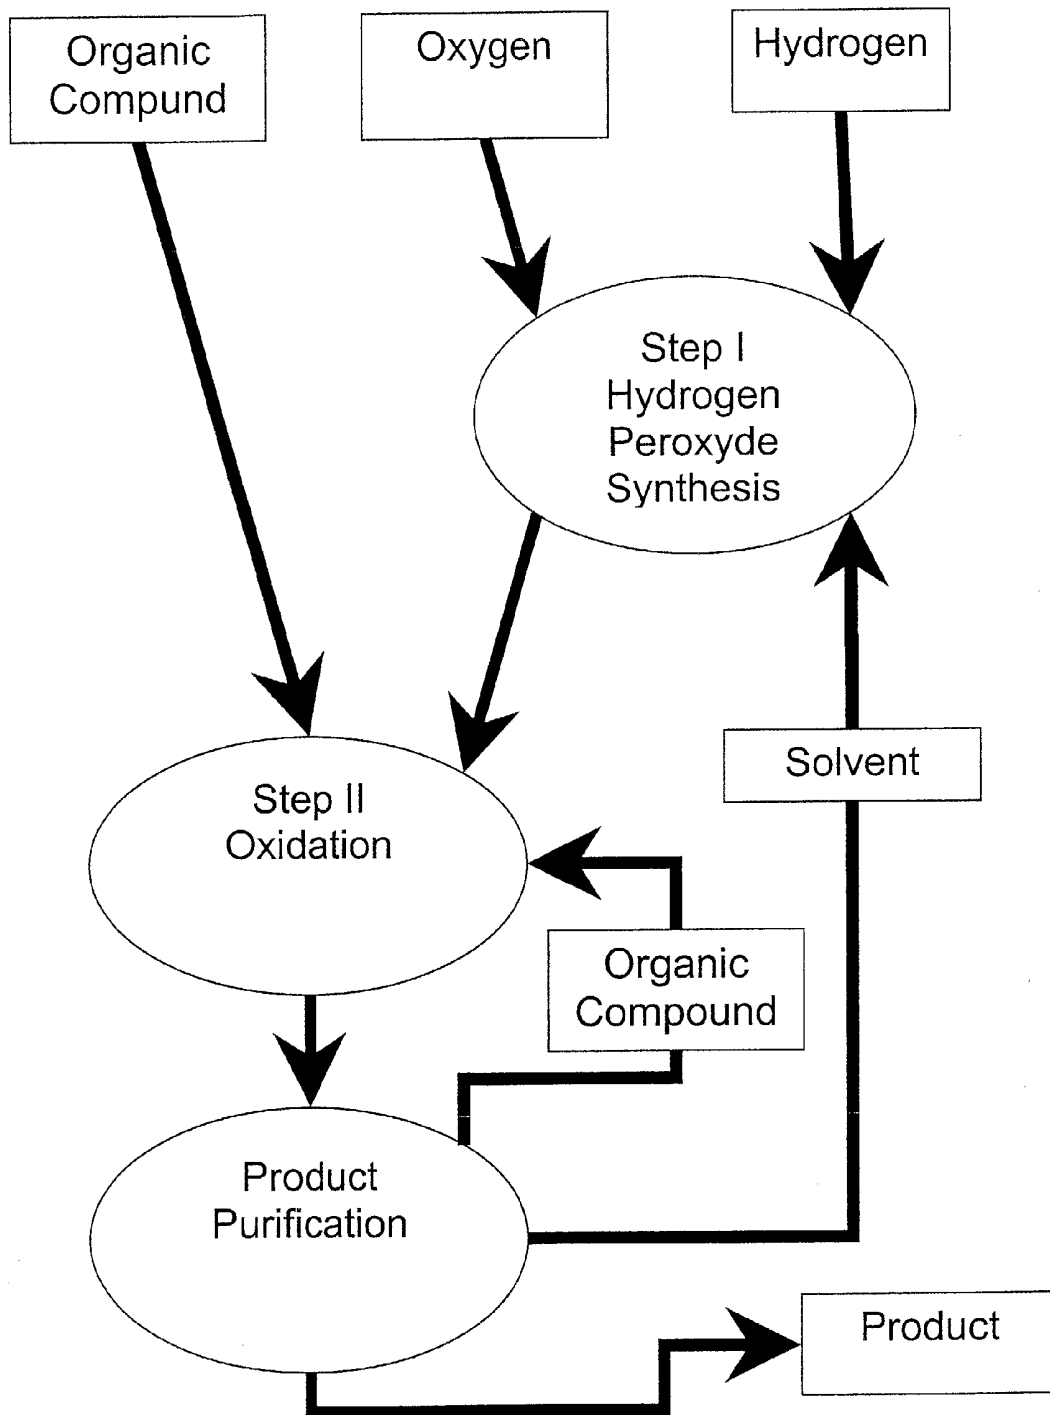 Organic
Compund
Oxygen
Hydrogen
Step I
Hydrogen
Peroxyde
Synthesis
Solvent
Step II
Oxidation
Organic
Compound
Product
Purification
Product